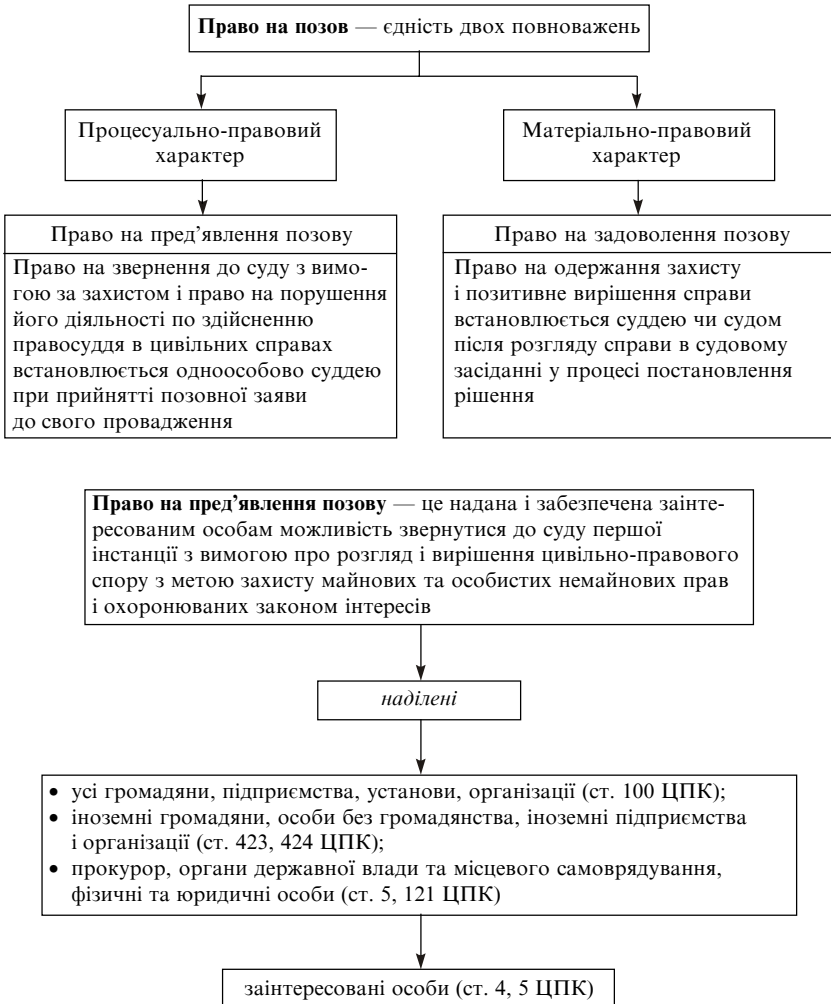 Право на позов — єдність двох повноважень
Процесуально-правовий
характер
Матеріально-правовий
характер
Право на пред'явлення позову
Право на звернення до суду з вимо-
гою за захистом і право на порушення
його діяльності по здійсненню
правосуддя в цивільних справах
встановлюється одноособово суддею
при прийнятті позовної заяви
до свого провадження
Право на задоволення позову
Право на одержання захисту
і позитивне вирішення справи
встановлюється суддею чи судом
після розгляду справи в судовому
засіданні у процесі постановлення
рішення
Право на пред'явлення позову — це надана і забезпечена заінте-
ресованим особам можливість звернутися до суду першої
інстанції з вимогою про розгляд і вирішення цивільно-правового
спору з метою захисту майнових та особистих немайнових прав
і охоронюваних законом інтересів
наділені
• усі громадяни, підприємства, установи, організації (ст. 100 ЦПК);
• іноземні громадяни, особи без громадянства, іноземні підприємства
і організації (ст. 423, 424 ЦПК);
• прокурор, органи державної влади та місцевого самоврядування,
фізичні та юридичні особи (ст. 5, 121 ЦПК)
заінтересовані особи (ст. 4, 5 ЦПК)